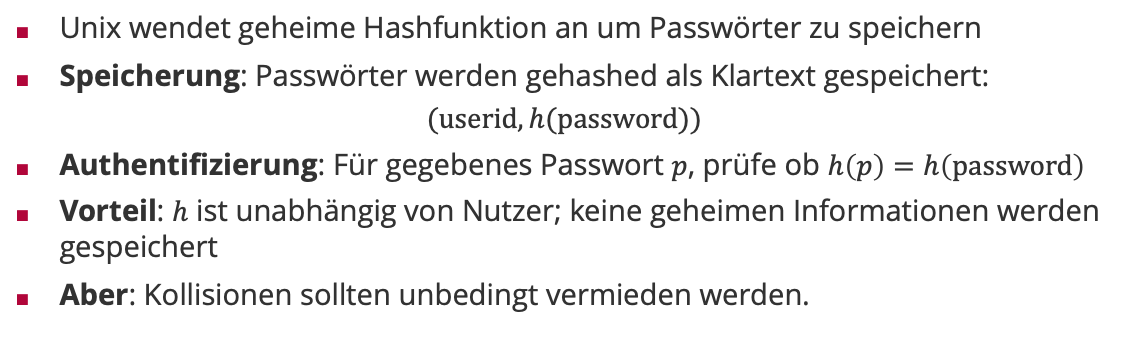 Unix wendet geheime Hashfunktion an um Passwörter zu speichern
Speicherung: Passwörter werden gehashed als Klartext gespeichert:
(userid, h(password))
Authentifizierung: Für gegebenes Passwort p, prüfe ob h(p) = h(password)
Vorteil: h ist unabhängig von Nutzer; keine geheimen Informationen werden
gespeichert
Aber: Kollisionen sollten unbedingt vermieden werden.